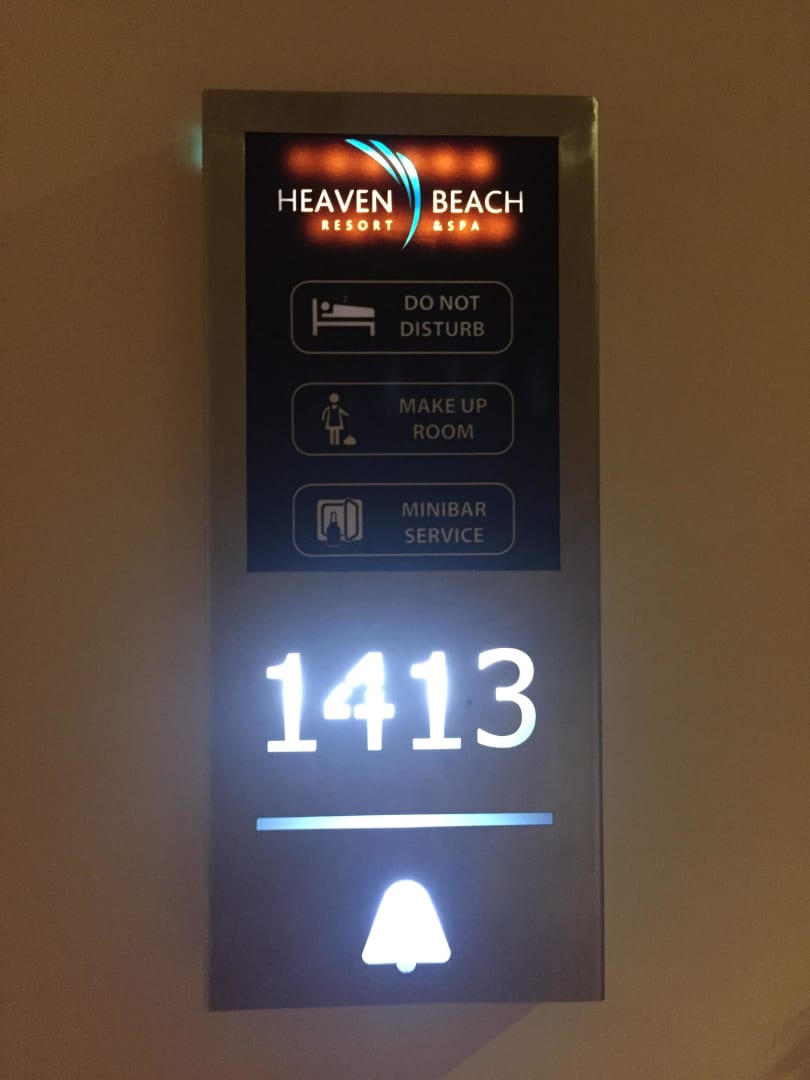 HEAVEN BEACH
RESORT & SPA
DO NOT
DISTURB
MAKE UP
ROOM
MINIBAR
SERVICE
1413